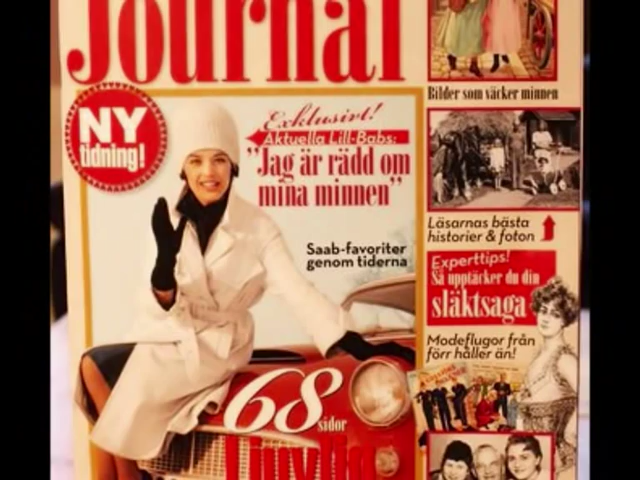 Journal
NY
tidning!
Exklusivt!
Aktuella Lill-Babs:
"Jag är rädd om
mina minnen"
Saab-favoriter
genom tiderna
68 sidor
Ljuvlig
Bilder som väcker minnen
Läsarnas bästa
historier & foton
Experttips!
Så upptäcker du din
släktsaga
Modeflugor från
förr håller än!